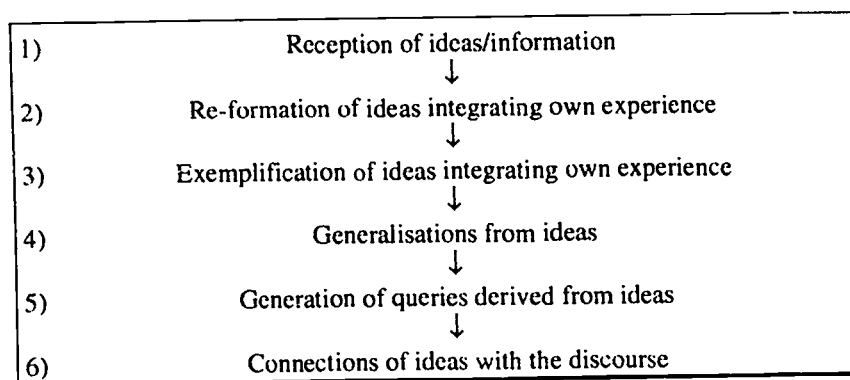 1) Reception of ideas/information
↓
2) Re-formation of ideas integrating own experience
↓
3) Exemplification of ideas integrating own experience
↓
4) Generalisations from ideas
↓
5) Generation of queries derived from ideas
↓
6) Connections of ideas with the discourse